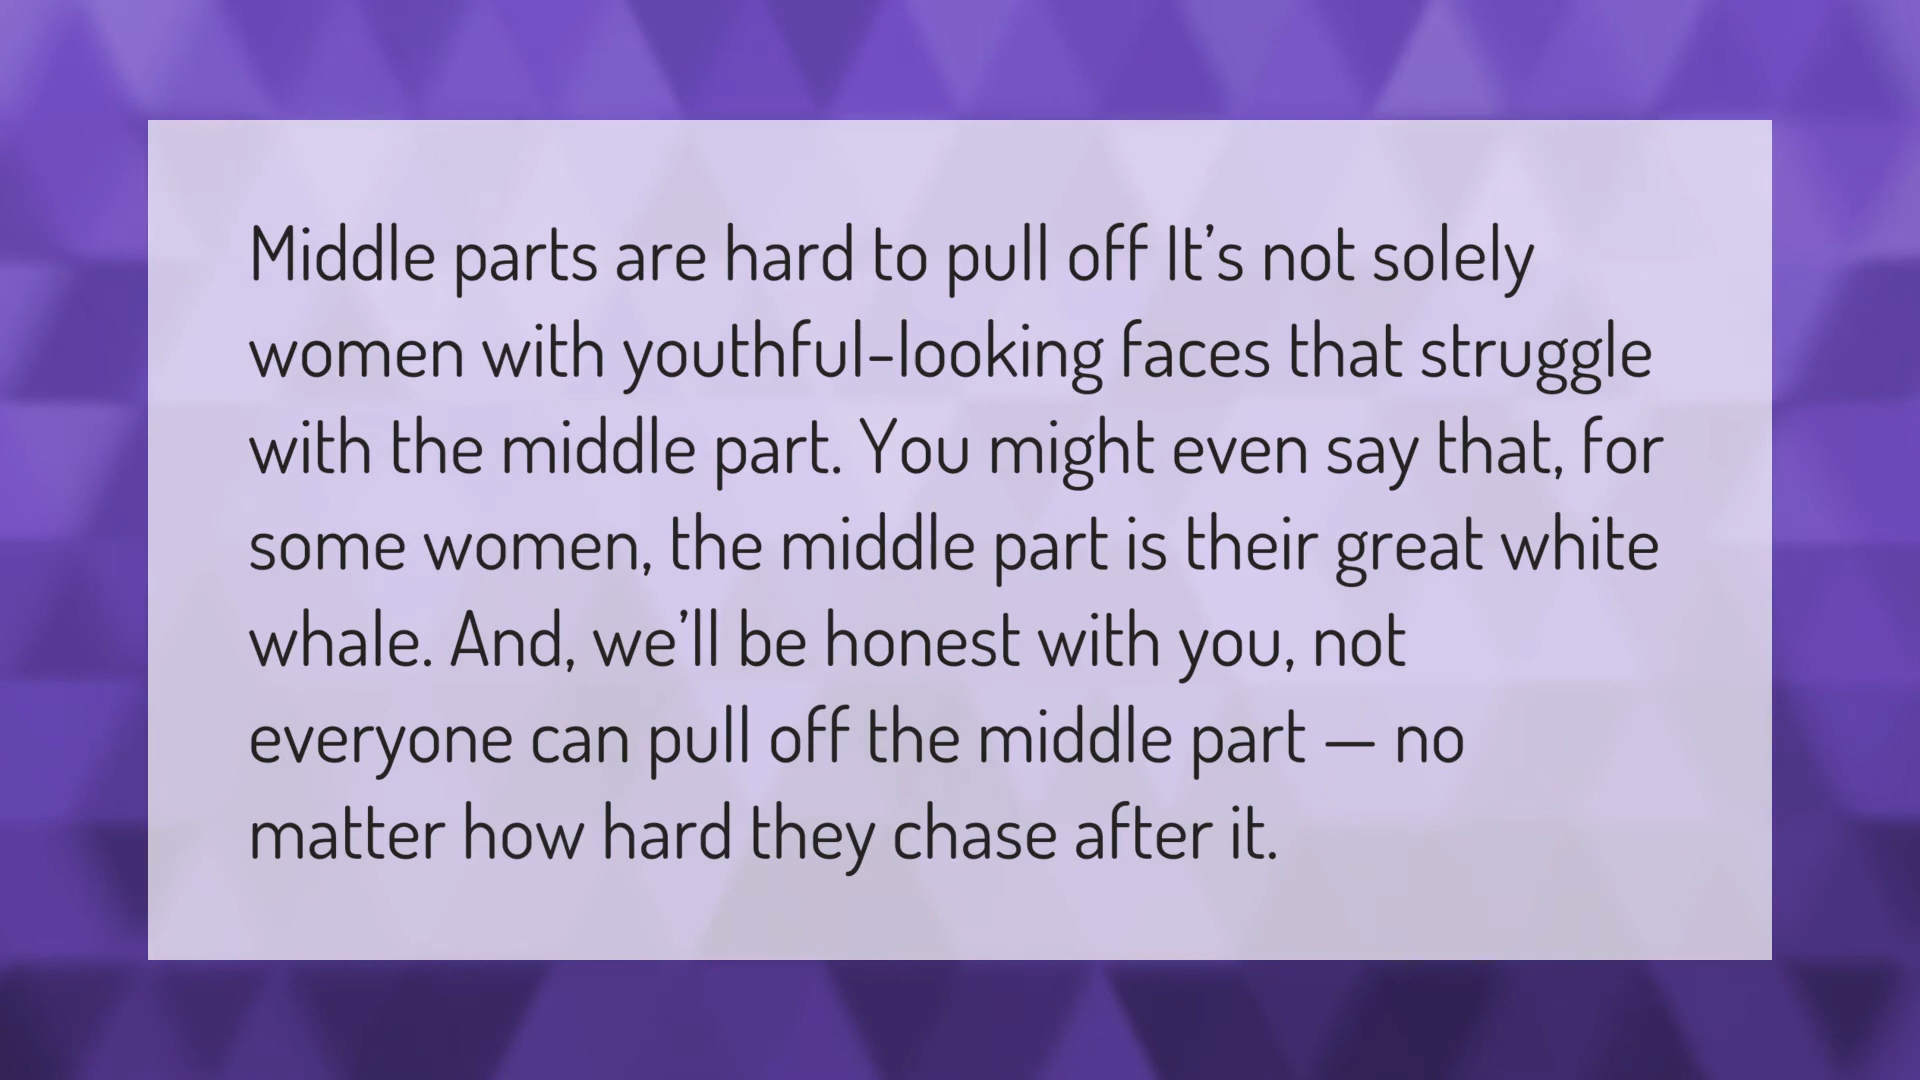 Middle parts are hard to pull off It’s not solely
women with youthful-looking faces that struggle
with the middle part. You might even say that, for
some women, the middle part is their great white
whale. And, we’ll be honest with you, not
everyone can pull off the middle part — no
matter how hard they chase after it.